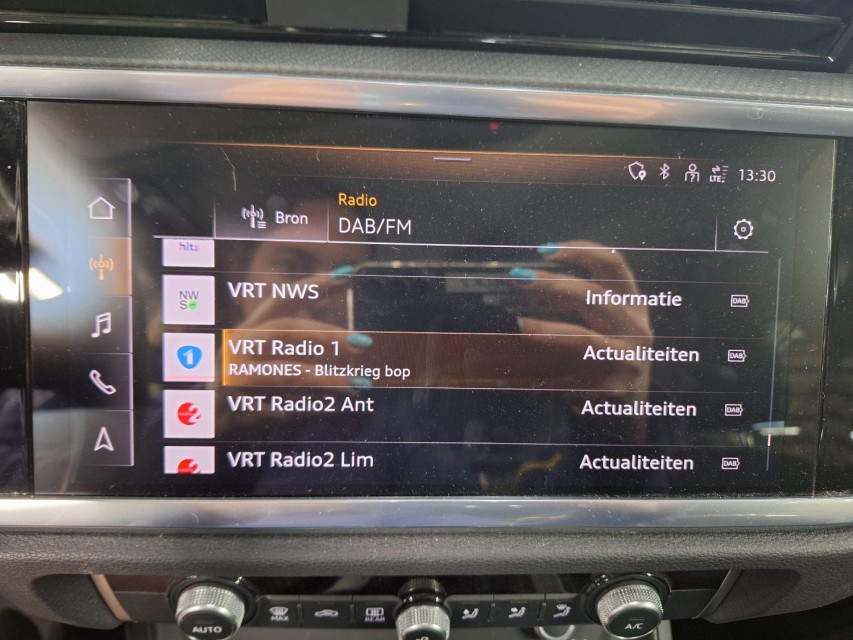 LTE 13:30
Radio
Bron DAB/FM
hits
NW
S
VRT NWS Informatie DAB
1 VRT Radio 1 Actualiteiten DAB
RAMONES - Blitzkrieg bop
VRT Radio2 Ant Actualiteiten DAB
VRT Radio2 Lim Actualiteiten DAB
AUTO MAX REAR A/C